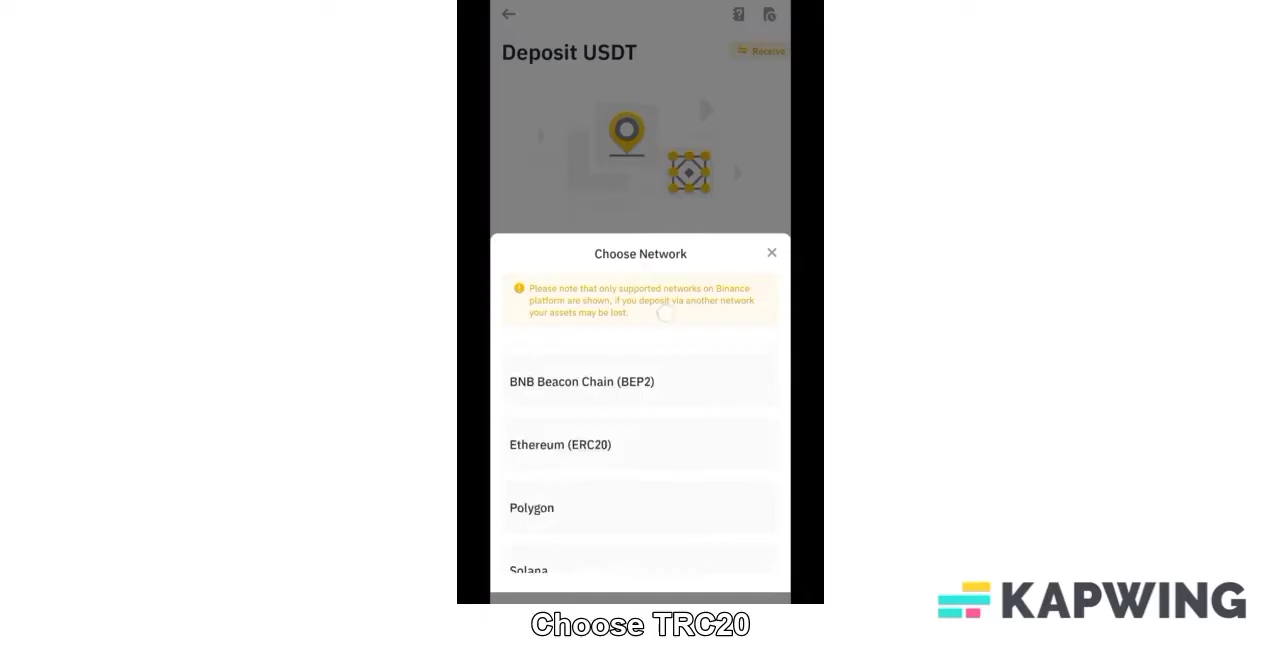 Deposit USDT
Receive
Choose Network
Please note that only supported networks on Binance
platform are shown, if you deposit via another network
your assets may be lost.
BNB Beacon Chain (BEP2)
Ethereum (ERC20)
Polygon
Solana
Choose TRC20
KAPWING